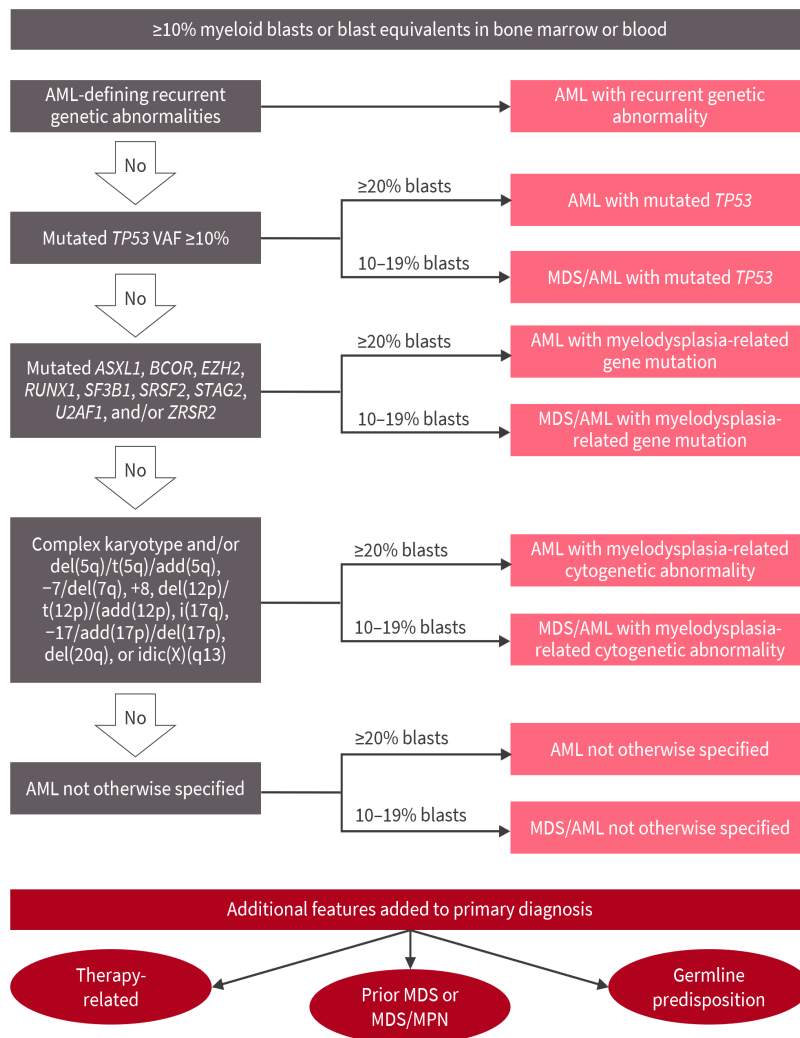 ≥10% myeloid blasts or blast equivalents in bone marrow or blood
AML-defining recurrent
genetic abnormalities
AML with recurrent genetic
abnormality
No
Mutated TP53 VAF ≥10%
≥20% blasts
AML with mutated TP53
10–19% blasts
MDS/AML with mutated TP53
No
Mutated ASXL1, BCOR, EZH2,
RUNX1, SF3B1, SRSF2, STAG2,
U2AF1, and/or ZRSR2
≥20% blasts
AML with myelodysplasia-related
gene mutation
10–19% blasts
MDS/AML with myelodysplasia-
related gene mutation
No
Complex karyotype and/or
del(5q)/t(5q)/add(5q),
−7/del(7q), +8, del(12p)/
t(12p)/(add(12p), i(17q),
−17/add(17p)/del(17p),
del(20q), or idic(X)(q13)
≥20% blasts
AML with myelodysplasia-related
cytogenetic abnormality
10–19% blasts
MDS/AML with myelodysplasia-
related cytogenetic abnormality
No
AML not otherwise specified
≥20% blasts
AML not otherwise specified
10–19% blasts
MDS/AML not otherwise specified
Additional features added to primary diagnosis
Therapy-
related
Prior MDS or
MDS/MPN
Germline
predisposition